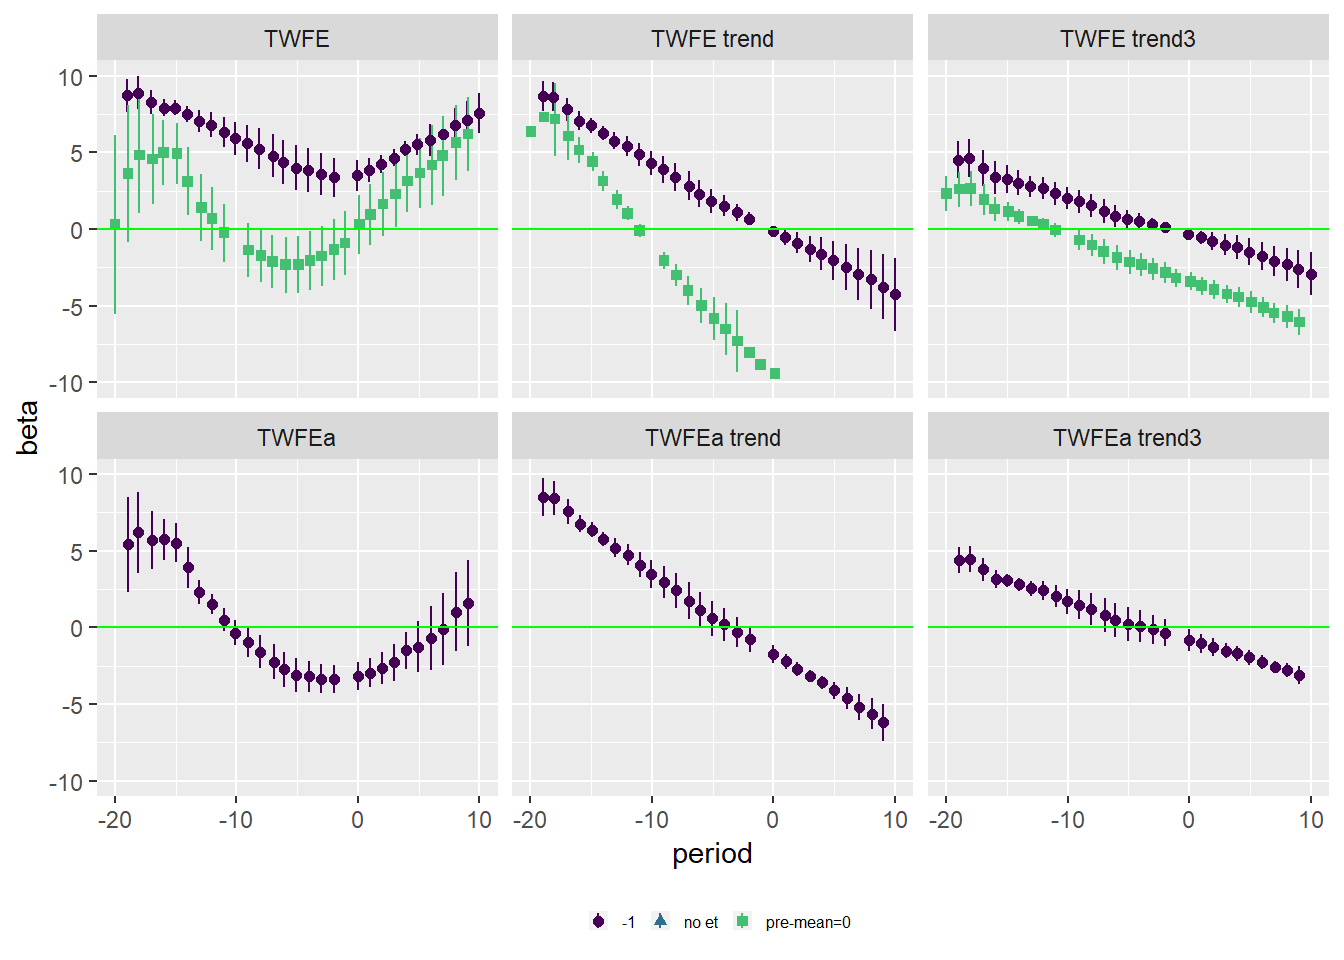 TWFE
TWFE trend
TWFE trend3
10
5
0
-5
-10
beta
TWFEa
TWFEa trend
TWFEa trend3
10
5
0
-5
-10
-20 -10 0 10 -20 -10 0 10 -20 -10 0 10
period
-1 no et pre-mean=0